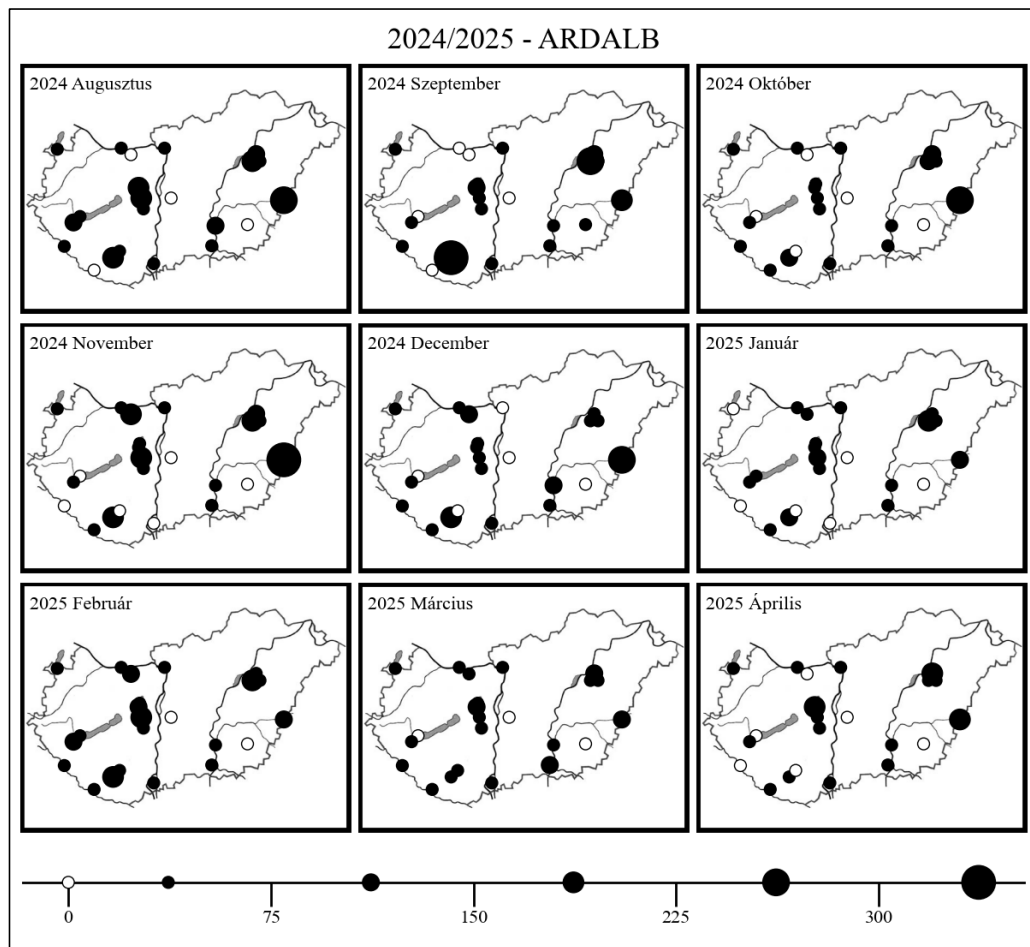 2024/2025 - ARDALB
2024 Augusztus
2024 Szeptember
2024 Október
2024 November
2024 December
2025 Január
2025 Február
2025 Március
2025 Április
0
75
150
225
300